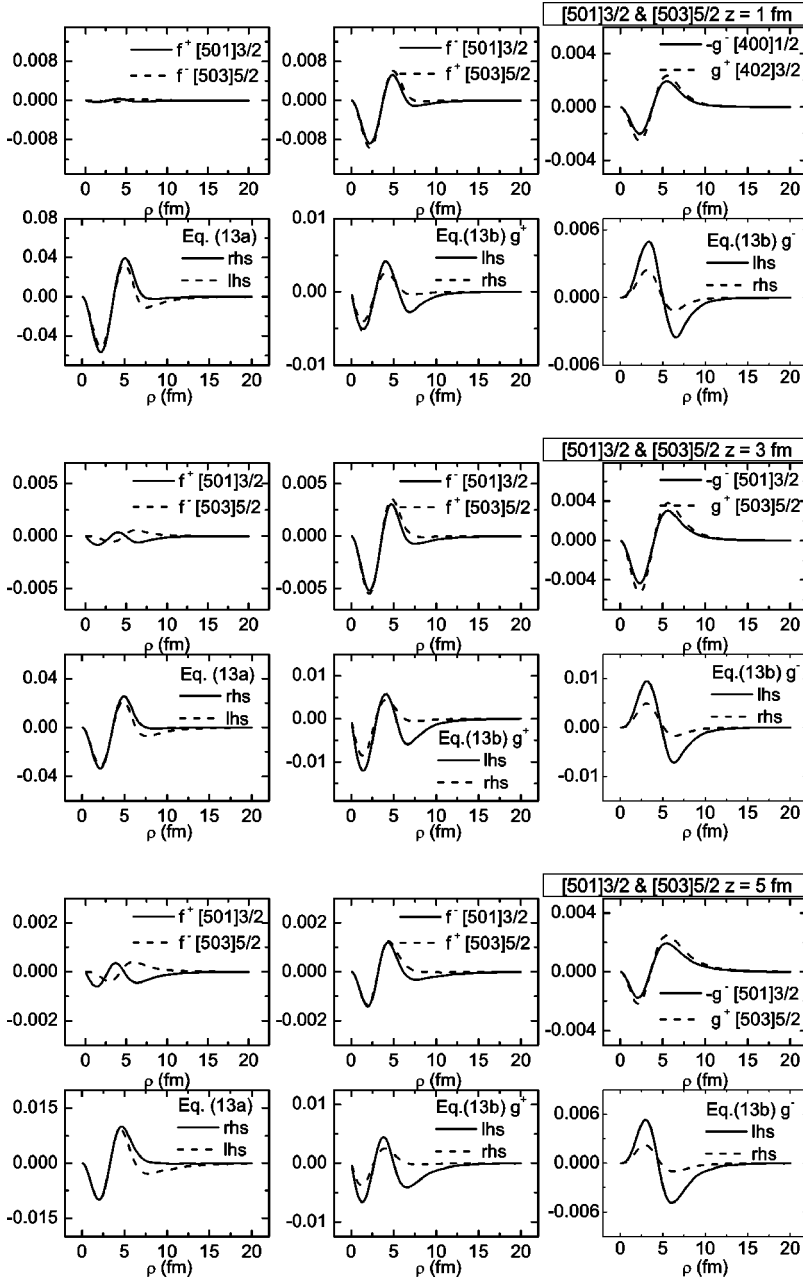 [501]3/2 & [503]5/2 z = 1 fm
0.008
0.000
-0.008
f⁺ [501]3/2
f⁻ [503]5/2
0 5 10 15 20
ρ (fm)
0.008
0.000
-0.008
f⁻ [501]3/2
f⁺ [503]5/2
0 5 10 15 20
ρ (fm)
0.004
0.000
-0.004
-g⁻ [400]1/2
g⁺ [402]3/2
0 5 10 15 20
ρ (fm)
0.08
0.04
0.00
-0.04
Eq. (13a)
rhs
lhs
0 5 10 15 20
ρ (fm)
0.01
0.00
-0.01
Eq.(13b) g⁺
lhs
rhs
0 5 10 15 20
ρ (fm)
0.006
0.000
-0.006
Eq.(13b) g⁻
lhs
rhs
0 5 10 15 20
ρ (fm)
[501]3/2 & [503]5/2 z = 3 fm
0.005
0.000
-0.005
f⁺ [501]3/2
f⁻ [503]5/2
0 5 10 15 20
ρ (fm)
0.005
0.000
-0.005
f⁻ [501]3/2
f⁺ [503]5/2
0 5 10 15 20
ρ (fm)
0.004
0.000
-0.004
-g⁻ [501]3/2
g⁺ [503]5/2
0 5 10 15 20
ρ (fm)
0.04
0.00
-0.04
Eq. (13a)
rhs
lhs
0 5 10 15 20
ρ (fm)
0.01
0.00
-0.01
Eq.(13b) g⁺
lhs
rhs
0 5 10 15 20
ρ (fm)
0.01
0.00
-0.01
Eq.(13b) g⁻
lhs
rhs
0 5 10 15 20
ρ (fm)
[501]3/2 & [503]5/2 z = 5 fm
0.002
0.000
-0.002
f⁺ [501]3/2
f⁻ [503]5/2
0 5 10 15 20
ρ (fm)
0.002
0.000
-0.002
f⁻ [501]3/2
f⁺ [503]5/2
0 5 10 15 20
ρ (fm)
0.004
0.000
-0.004
-g⁻ [501]3/2
g⁺ [503]5/2
0 5 10 15 20
ρ (fm)
0.015
0.000
-0.015
Eq. (13a)
rhs
lhs
0 5 10 15 20
ρ (fm)
0.01
0.00
-0.01
Eq.(13b) g⁺
lhs
rhs
0 5 10 15 20
ρ (fm)
0.006
0.000
-0.006
Eq.(13b) g⁻
lhs
rhs
0 5 10 15 20
ρ (fm)